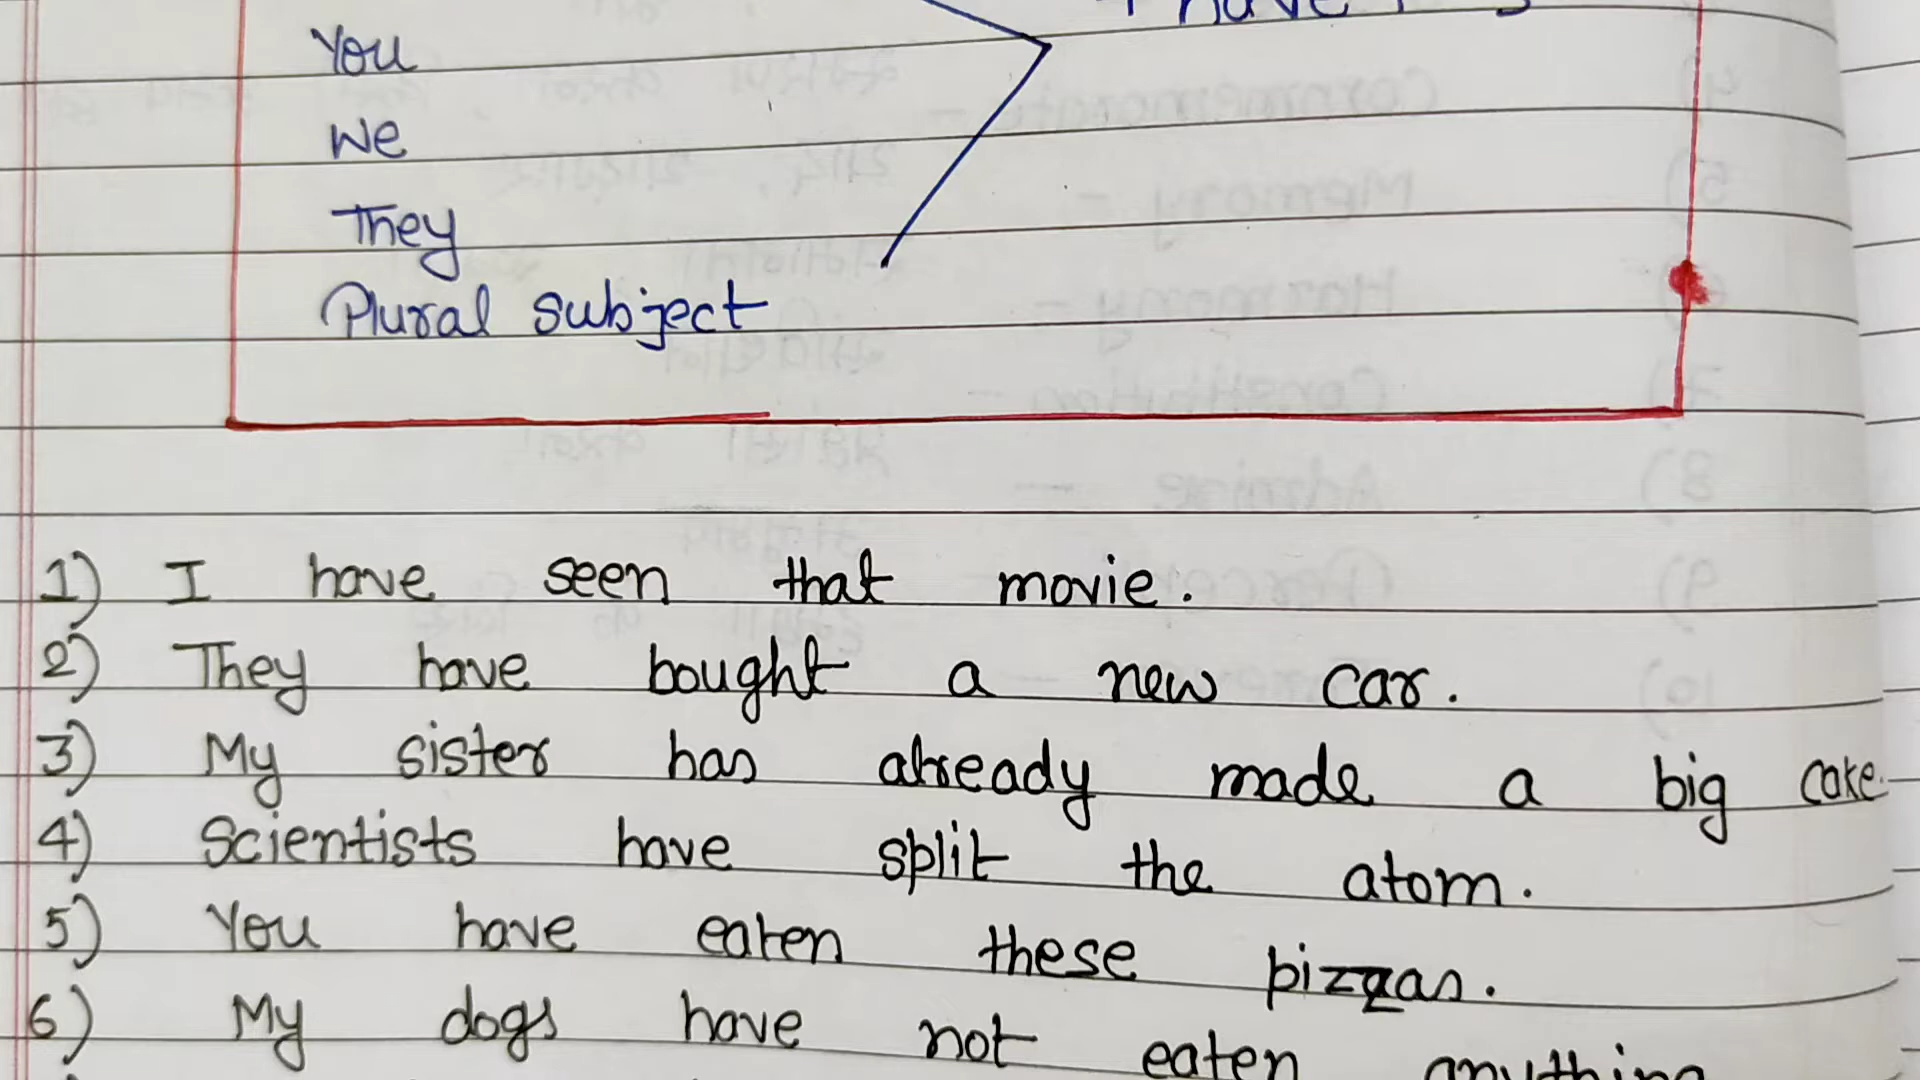 have
You
We
They
Plural subject
1) I have seen that movie.
2) They have bought a new car.
3) My sister has already made a big cake.
4) Scientists have split the atom.
5) You have eaten these pizzas.
6) My dogs have not eaten anything